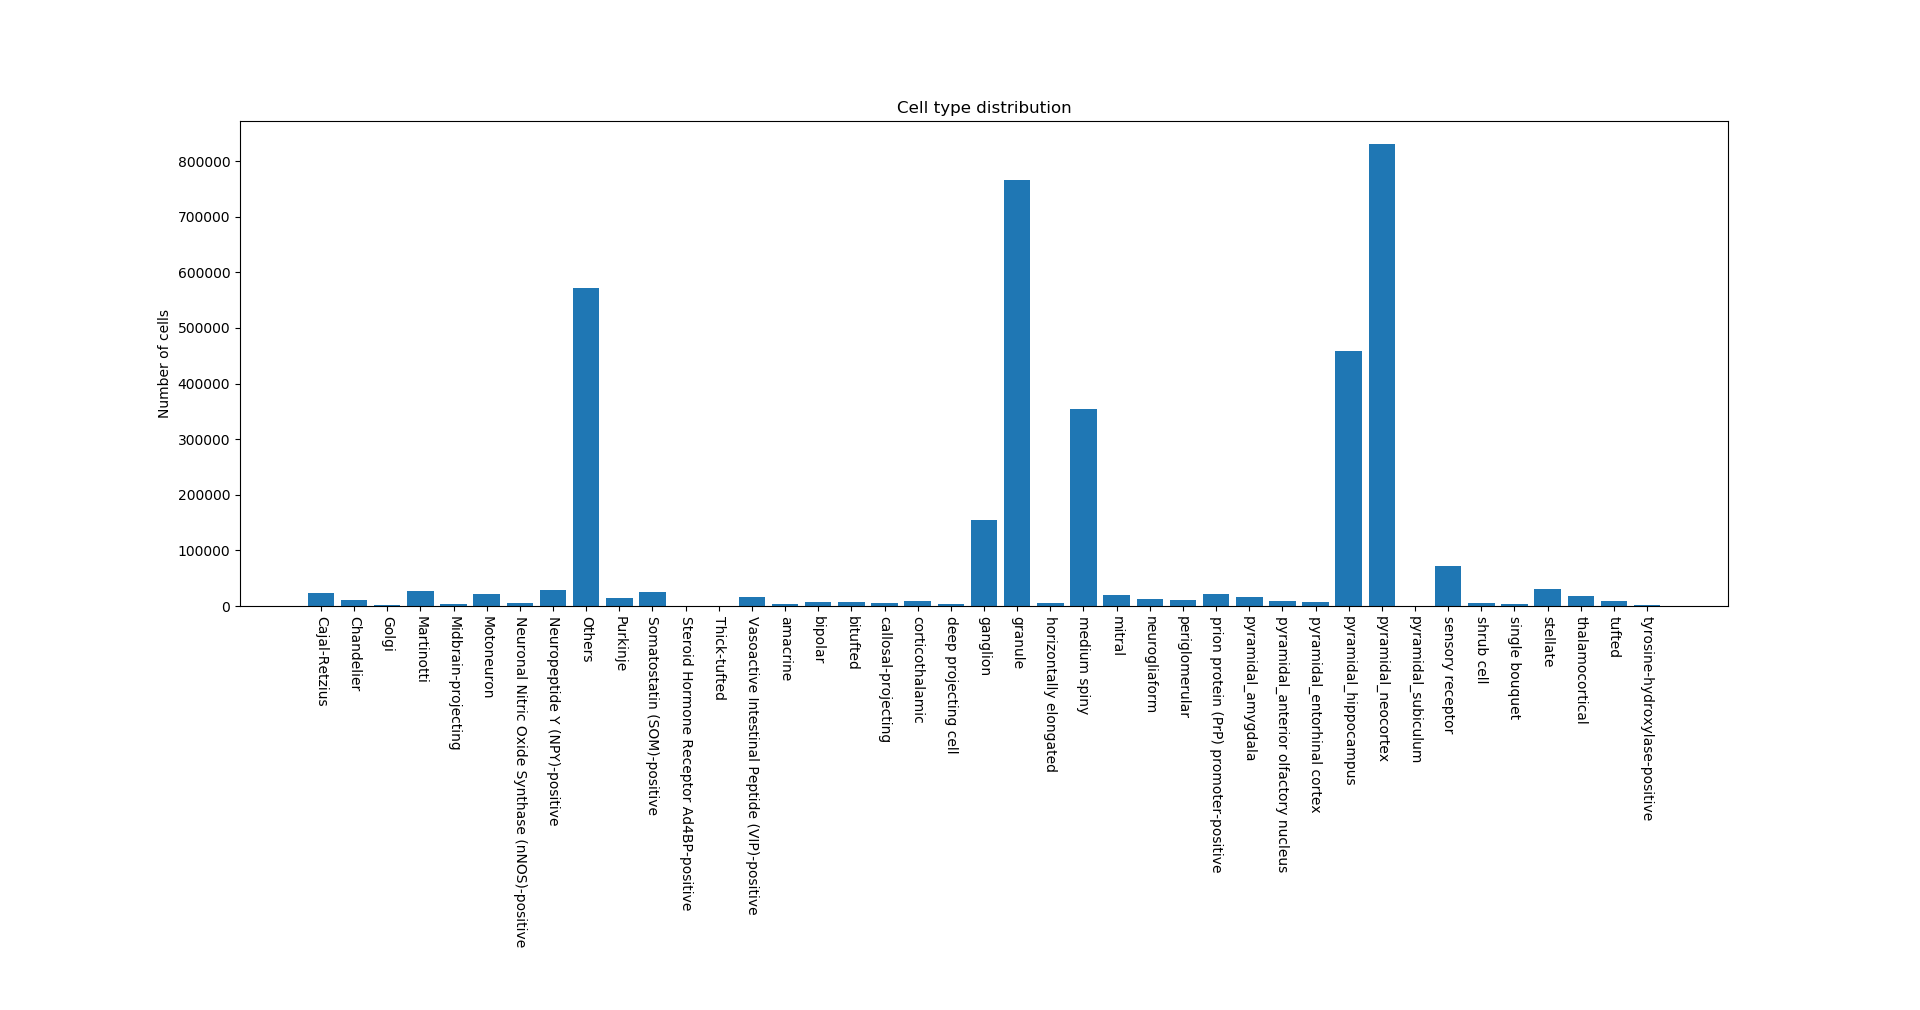 Cell type distribution
Number of cells
800000
700000
600000
500000
400000
300000
200000
100000
0
Cajal-Retzius
Chandelier
Golgi
Martinotti
Midbrain-projecting
Motoneuron
Neuronal Nitric Oxide Synthase (nNOS)-positive
Neuropeptide Y (NPY)-positive
Others
Purkinje
Somatostatin (SOM)-positive
Steroid Hormone Receptor Ad4BP-positive
Thick-tufted
Vasoactive Intestinal Peptide (VIP)-positive
amacrine
bipolar
bitufted
callosal-projecting
corticothalamic
deep projecting cell
ganglion
granule
horizontally elongated
medium spiny
mitral
neurogliaform
periglomerular
prion protein (PrP) promoter-positive
pyramidal_amygdala
pyramidal_anterior olfactory nucleus
pyramidal_entorhinal cortex
pyramidal_hippocampus
pyramidal_neocortex
pyramidal_subiculum
sensory receptor
shrub cell
single bouquet
stellate
thalamocortical
tufted
tyrosine-hydroxylase-positive